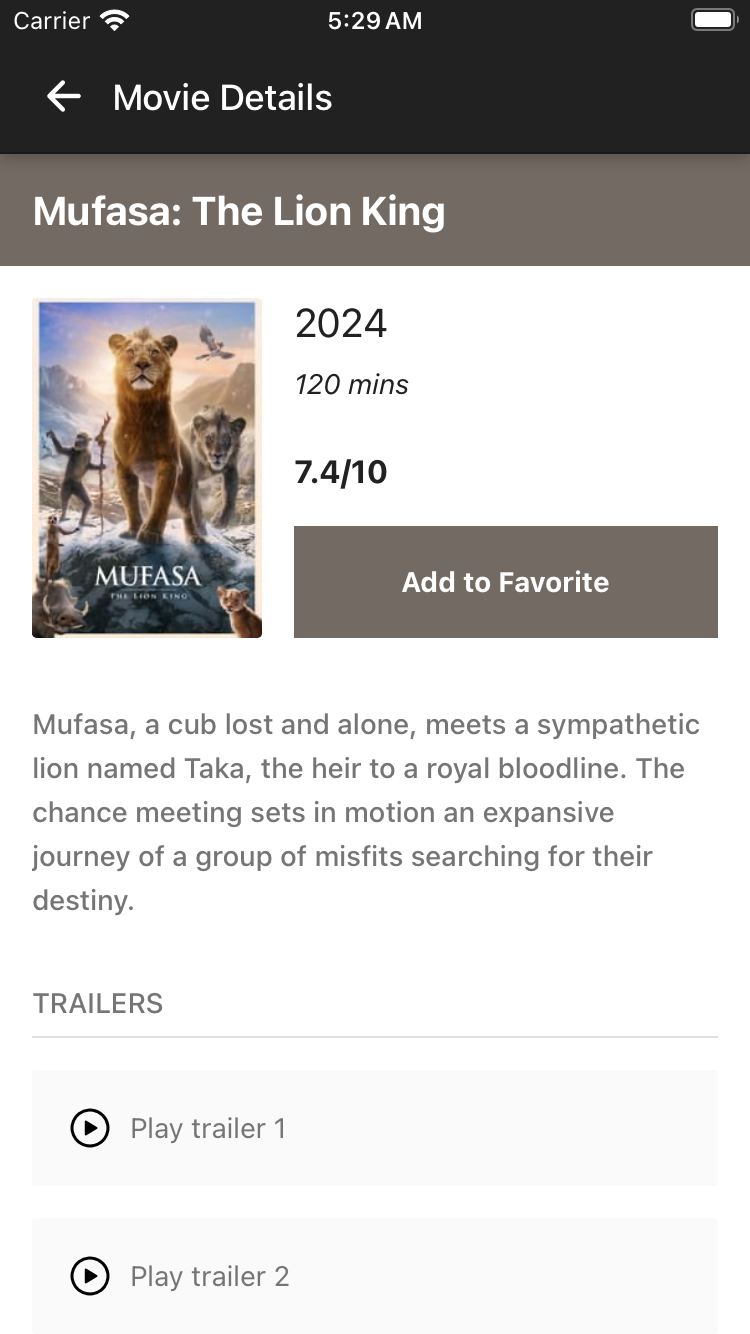 Carrier
5:29 AM
Movie Details
Mufasa: The Lion King
MUFASA
THE LION KING
2024
120 mins
7.4/10
Add to Favorite
Mufasa, a cub lost and alone, meets a sympathetic
lion named Taka, the heir to a royal bloodline. The
chance meeting sets in motion an expansive
journey of a group of misfits searching for their
destiny.
TRAILERS
Play trailer 1
Play trailer 2